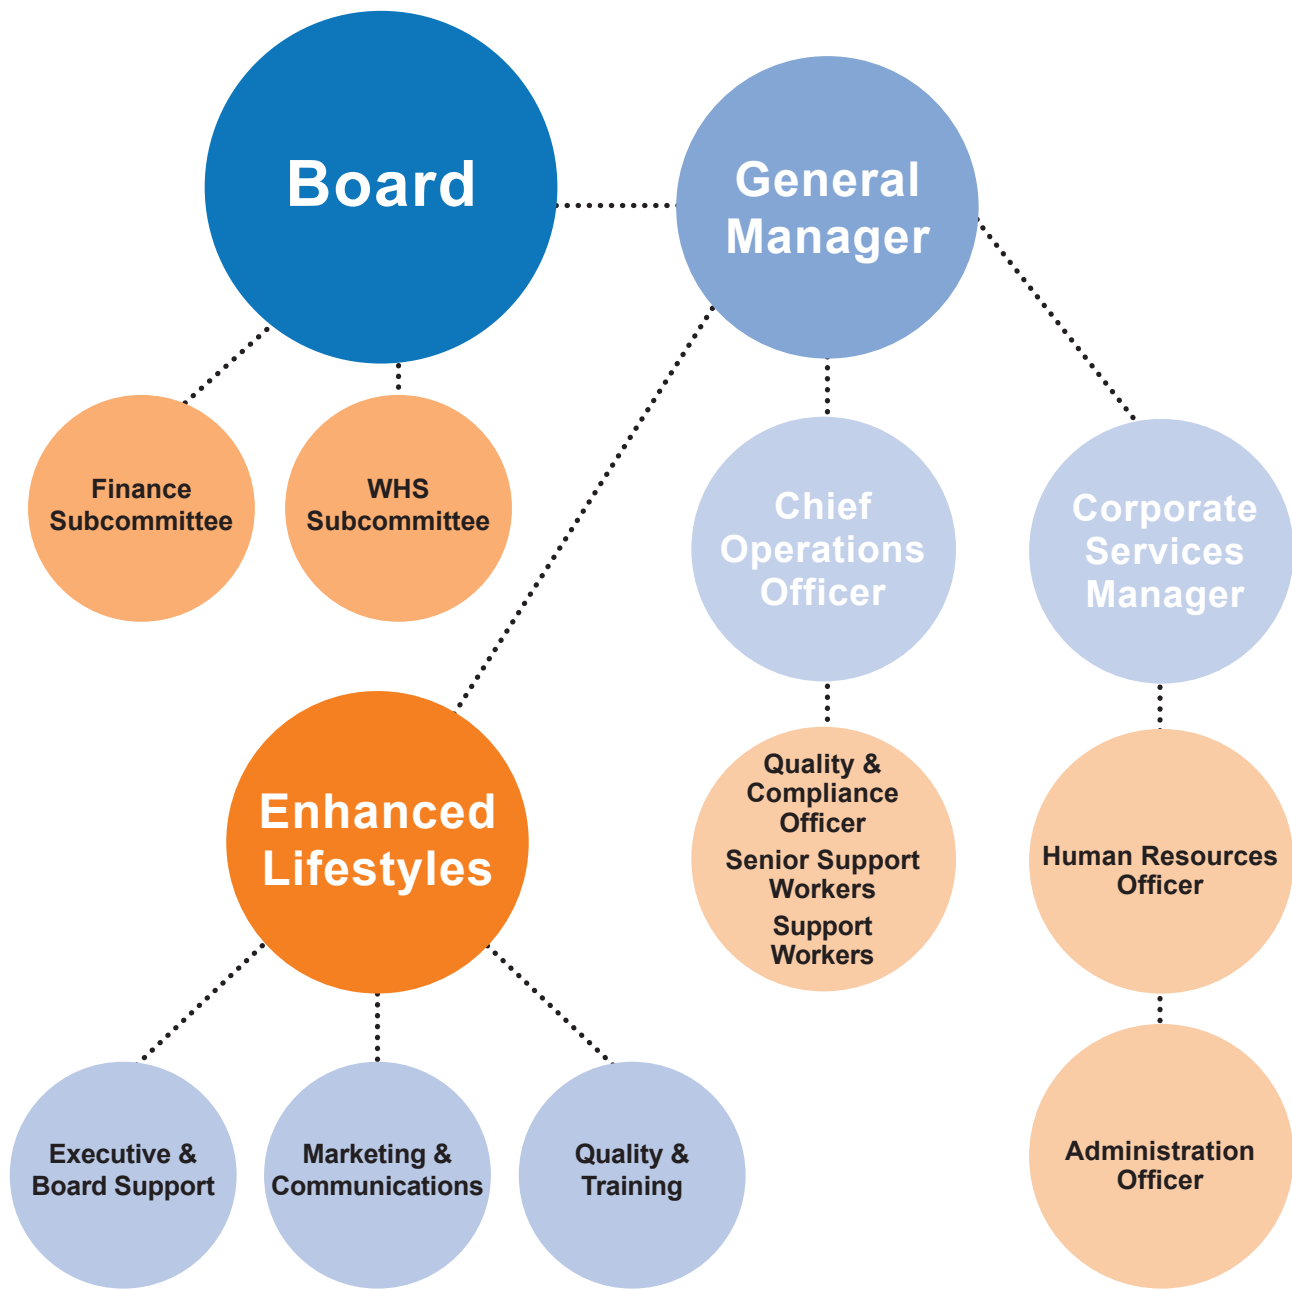 Board
General
Manager
Finance
Subcommittee
WHS
Subcommittee
Chief
Operations
Officer
Corporate
Services
Manager
Enhanced
Lifestyles
Quality &
Compliance
Officer
Senior Support
Workers
Support
Workers
Human Resources
Officer
Executive &
Board Support
Marketing &
Communications
Quality &
Training
Administration
Officer